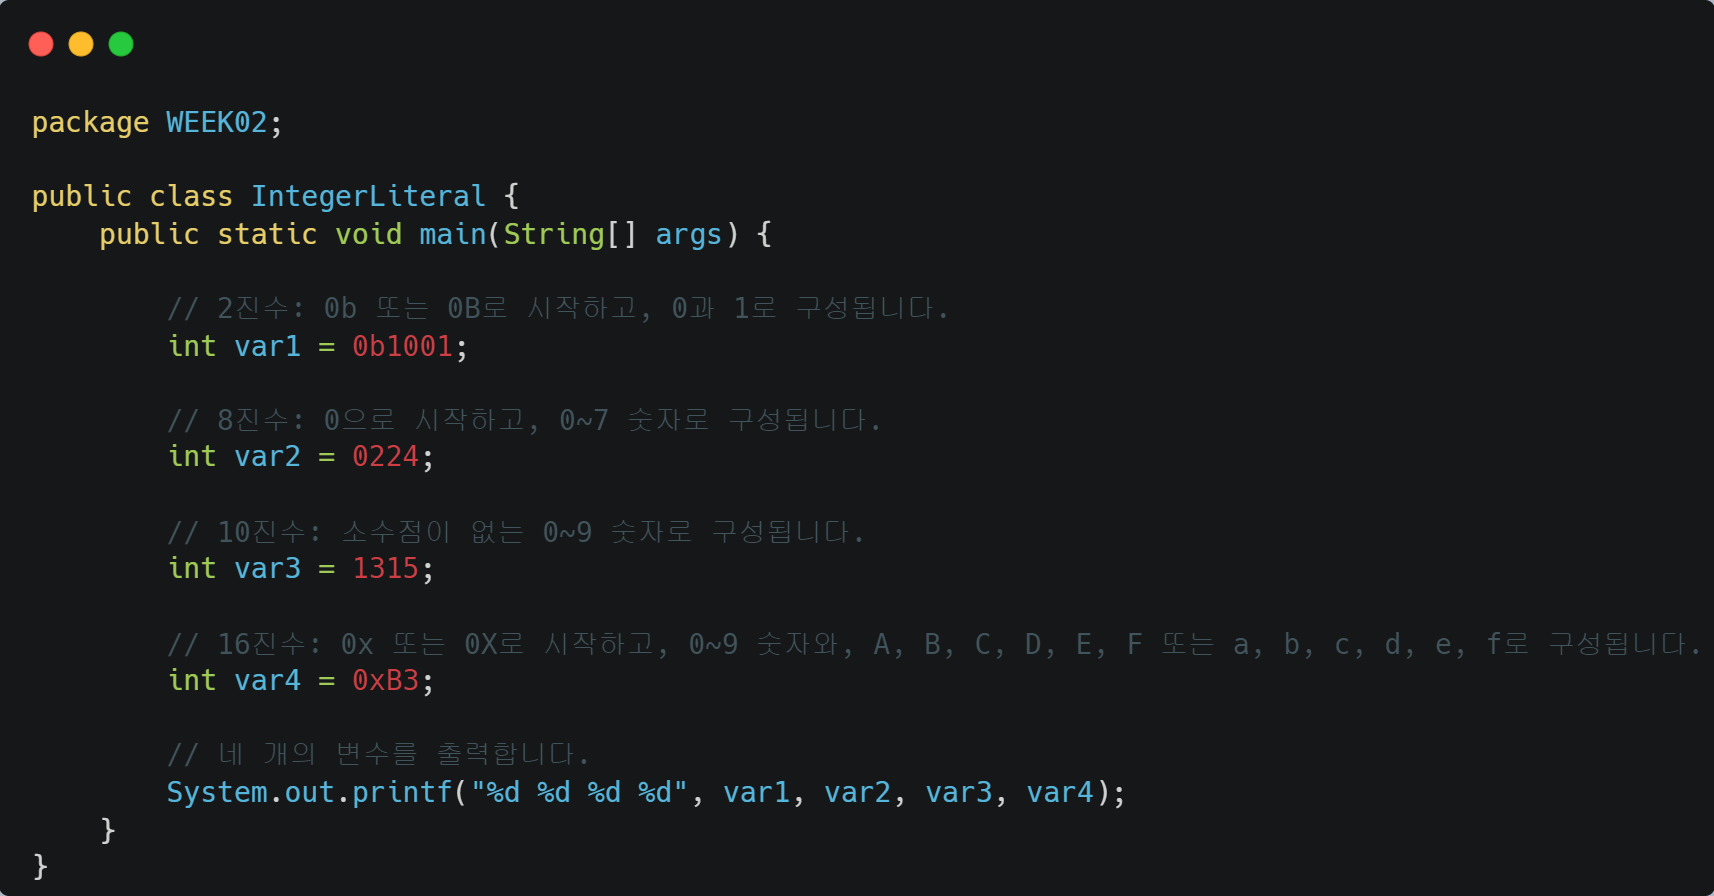 package WEEK02;
public class IntegerLiteral {
public static void main(String[] args) {
// 2진수: 0b 또는 0B로 시작하고, 0과 1로 구성됩니다.
int var1 = 0b1001;
// 8진수: 0으로 시작하고, 0~7 숫자로 구성됩니다.
int var2 = 0224;
// 10진수: 소수점이 없는 0~9 숫자로 구성됩니다.
int var3 = 1315;
// 16진수: 0x 또는 0X로 시작하고, 0~9 숫자와, A, B, C, D, E, F 또는 a, b, c, d, e, f로 구성됩니다.
int var4 = 0xB3;
// 네 개의 변수를 출력합니다.
System.out.printf("%d %d %d %d", var1, var2, var3, var4);
}
}